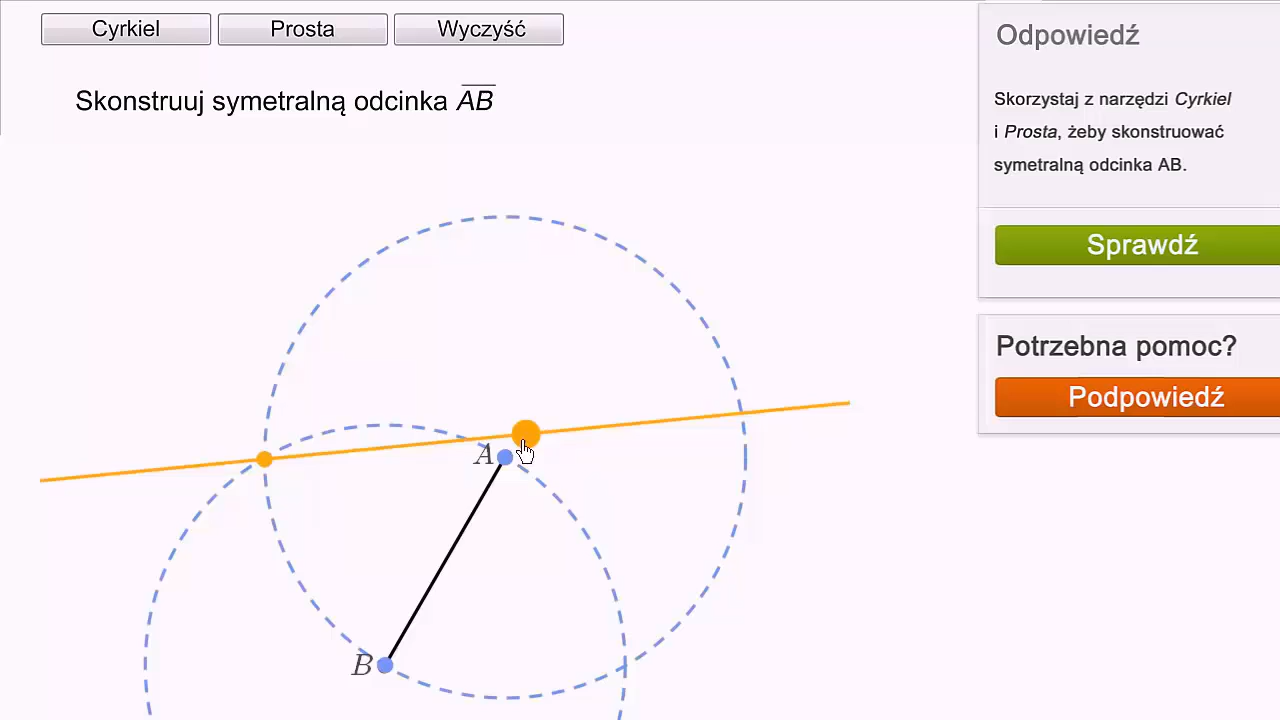 Cyrkiel
Prosta
Wyczyść
Skonstruuj symetralną odcinka AB
Odpowiedź
Skorzystaj z narzędzi Cyrkiel
i Prosta, żeby skonstruować
symetralną odcinka AB.
Sprawdź
Potrzebna pomoc?
Podpowiedź
A
B